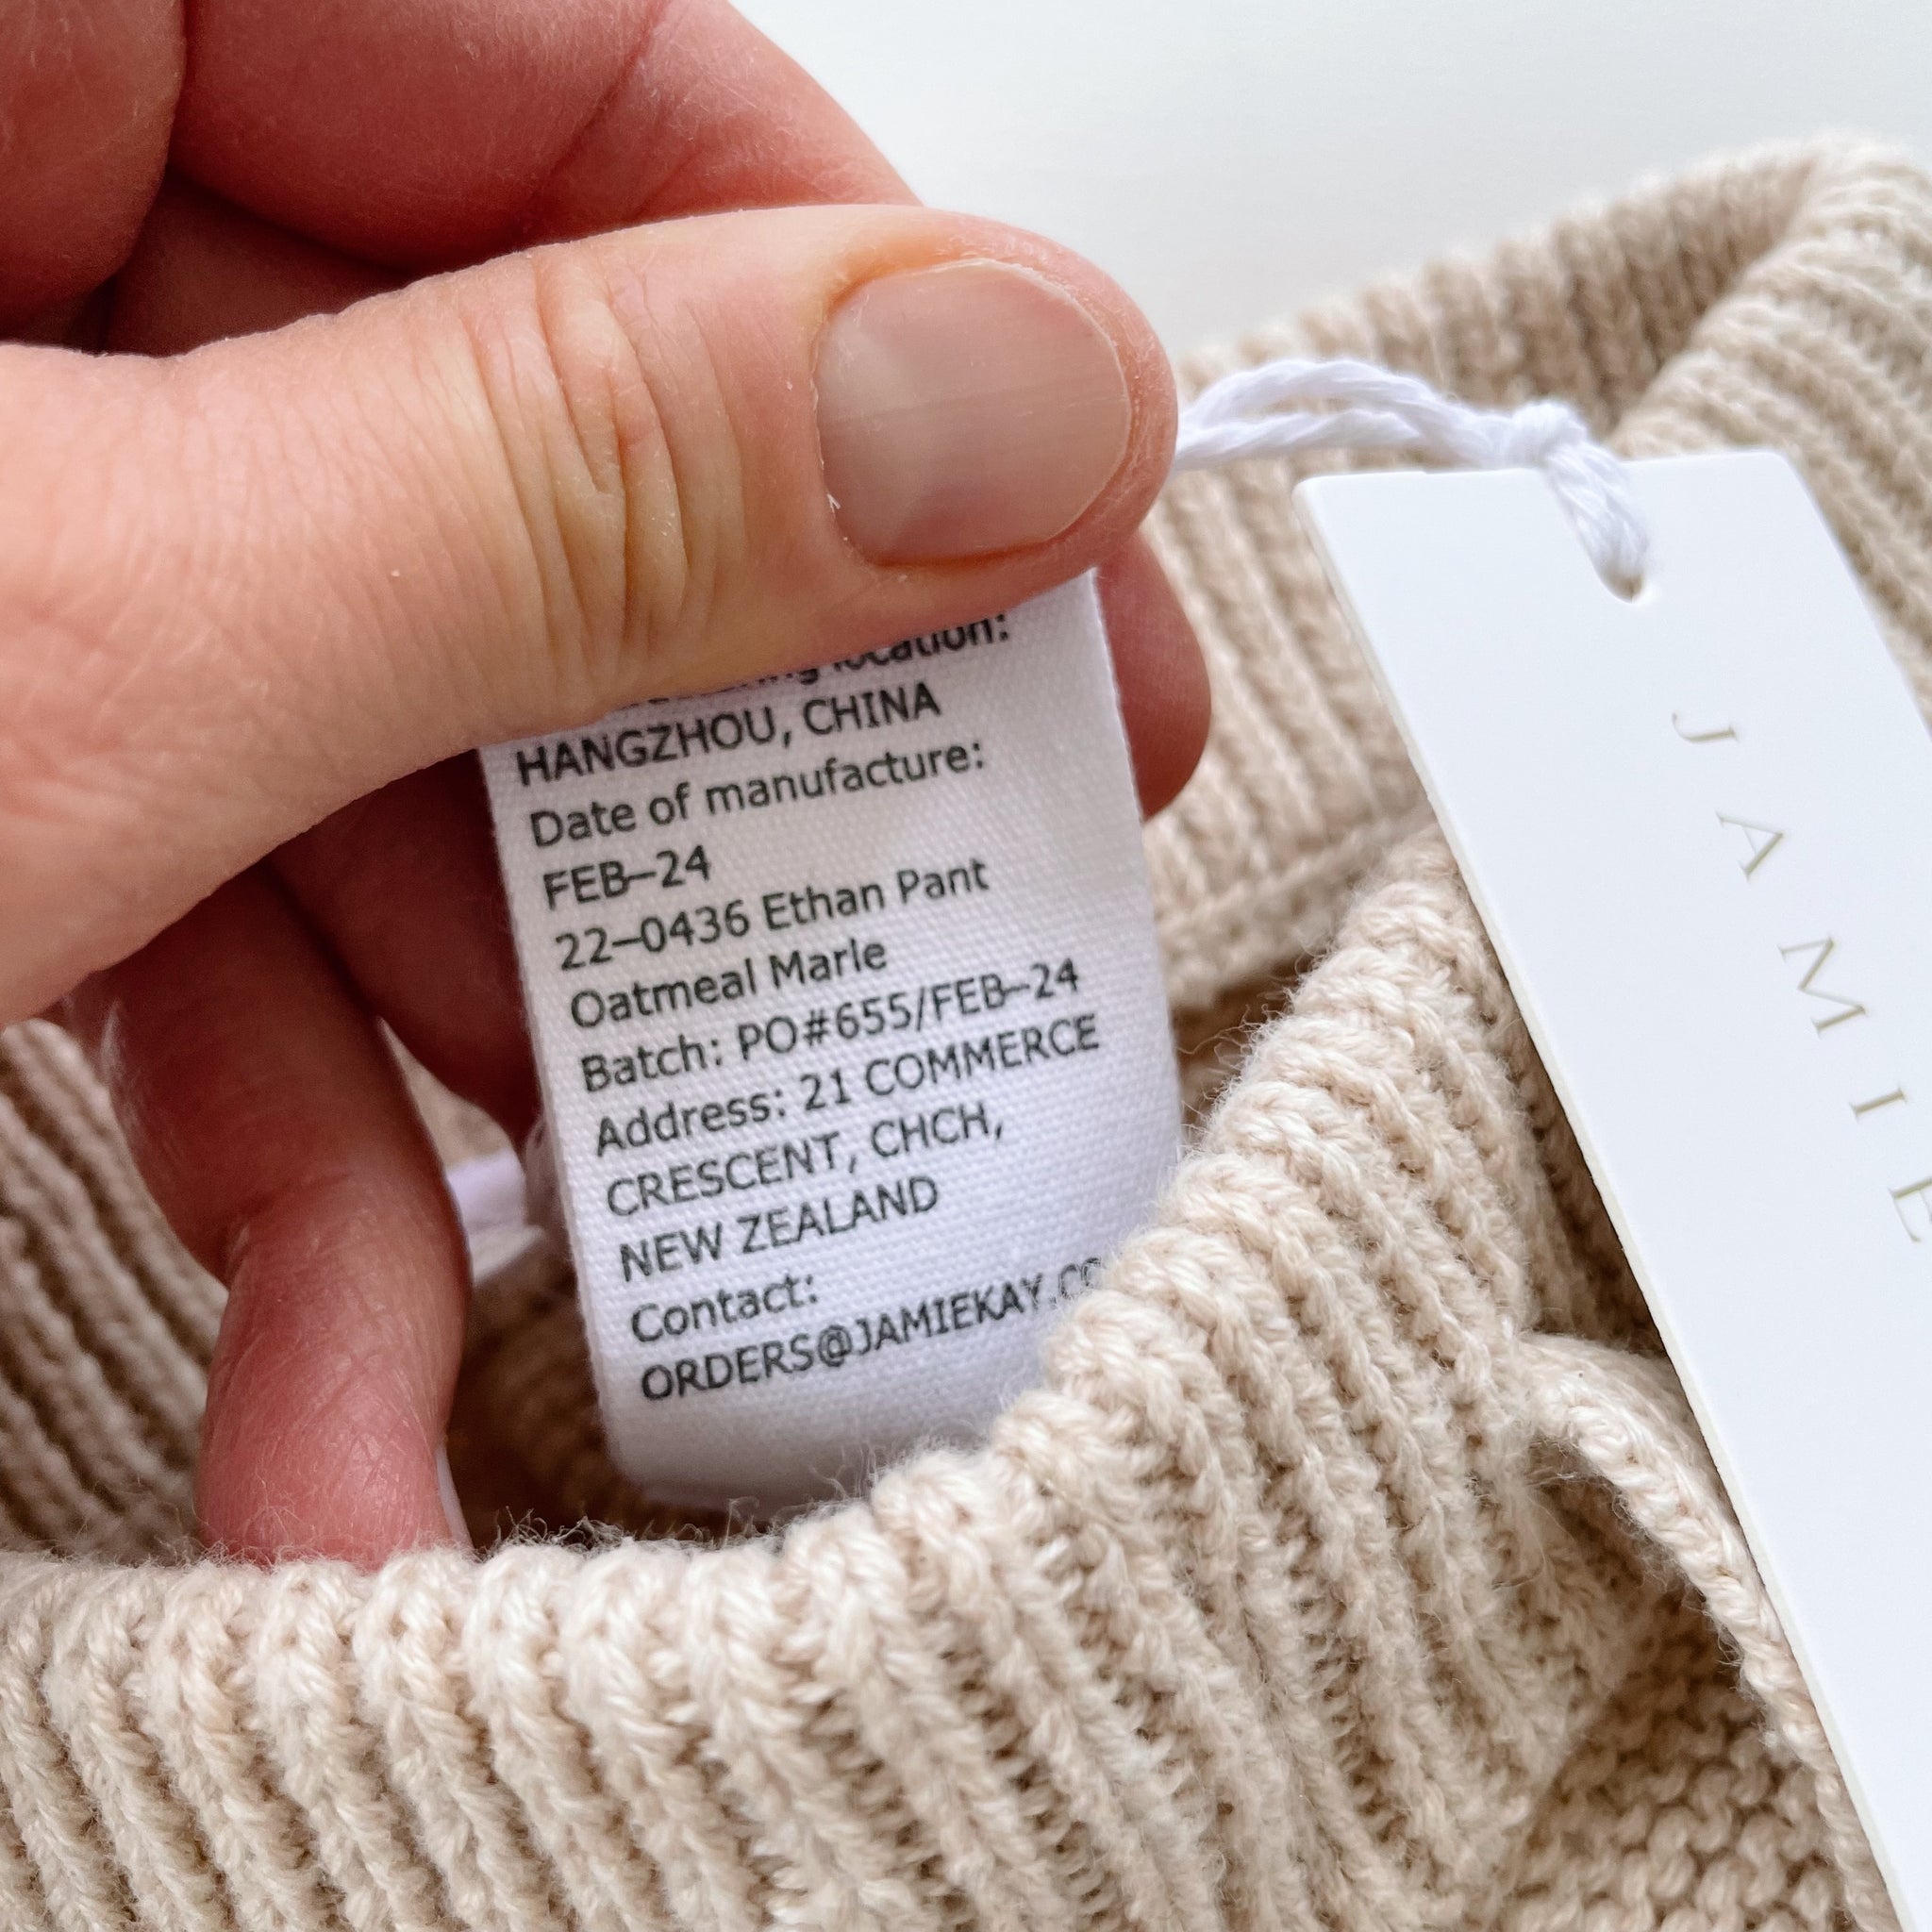 location:
HANGZHOU, CHINA
Date of manufacture:
FEB–24
22–0436 Ethan Pant
Oatmeal Marle
Batch: PO#655/FEB–24
Address: 21 COMMERCE
CRESCENT, CHCH,
NEW ZEALAND
Contact:
ORDERS@JAMIEKAY.CO
JAMIE